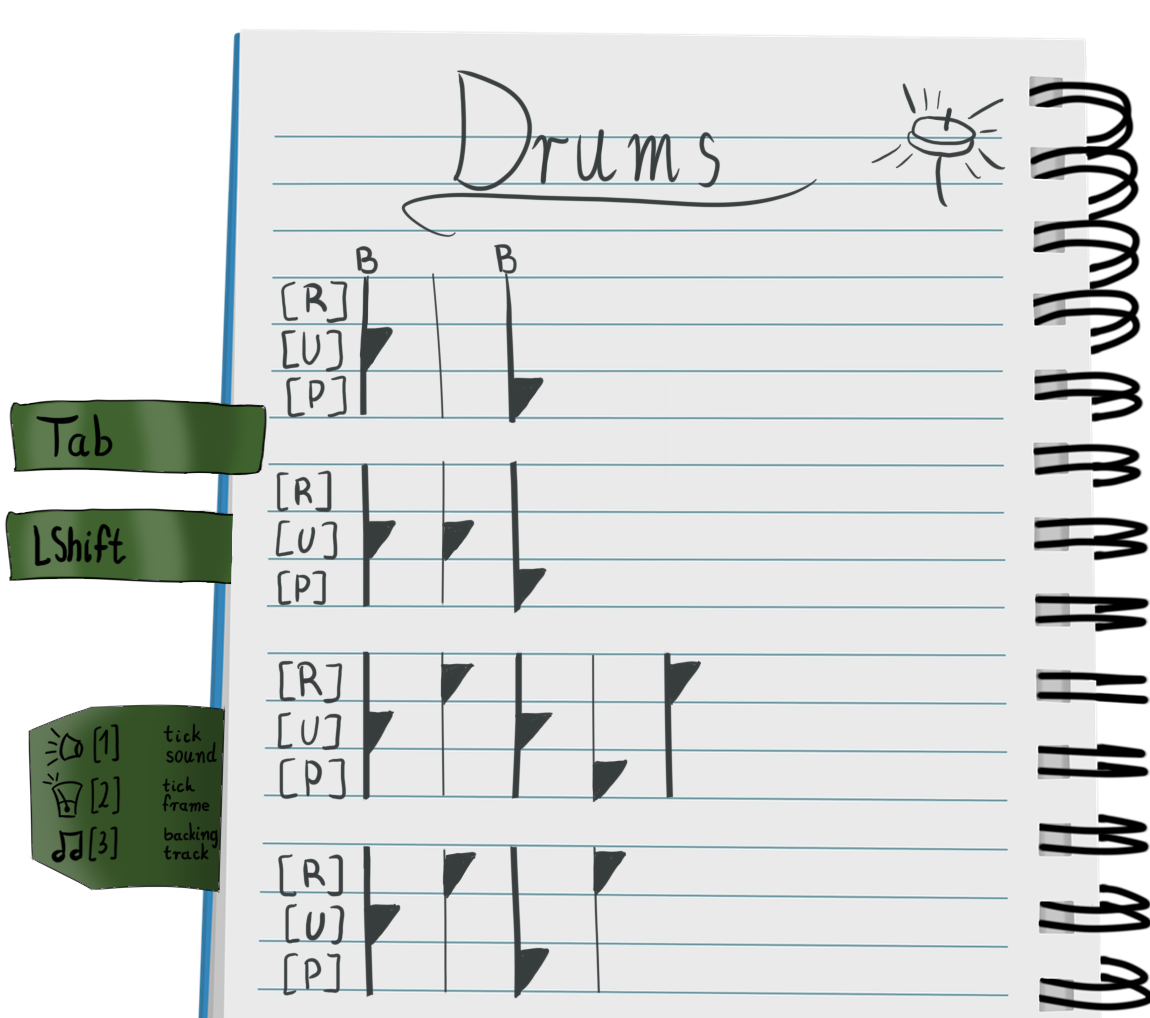 Drums
B B
[R]
[U]
[P]
Tab
[R]
LShift
[U]
[P]
[R]
[U]
[P]
[1] tick sound
[2] tick frame
[3] backing track
[R]
[U]
[P]